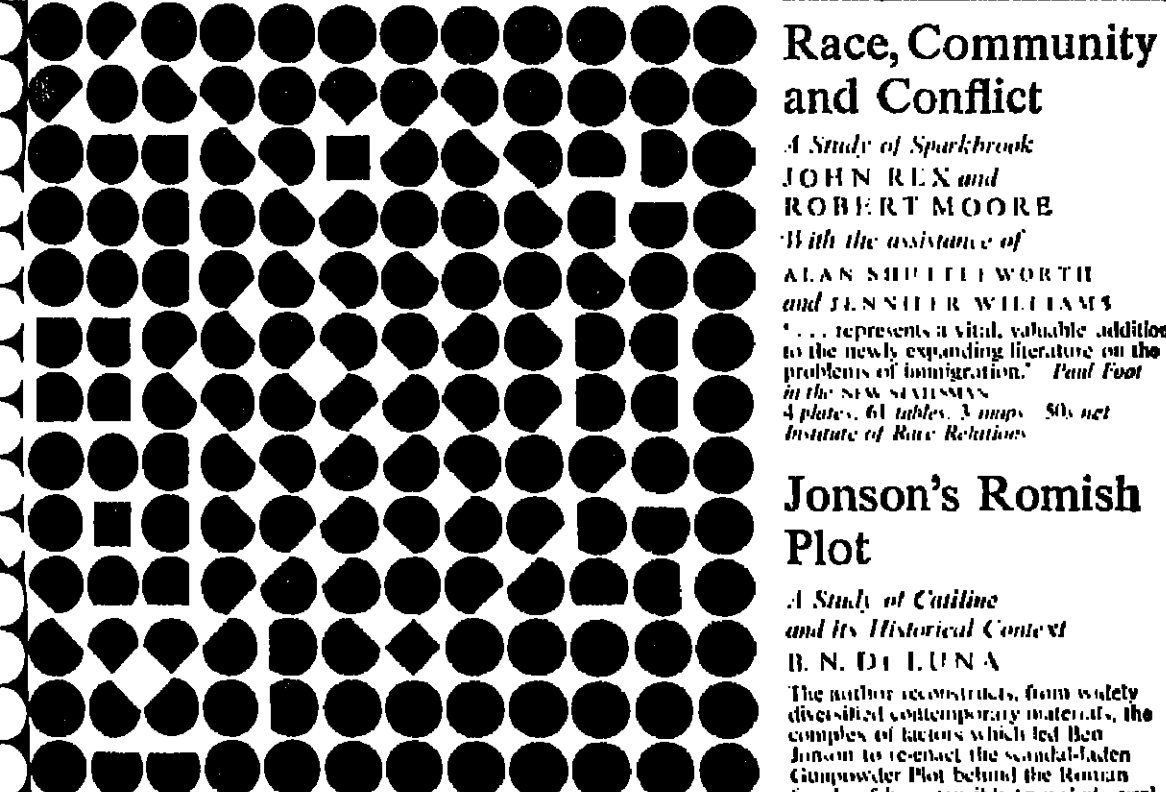 Race, Community
and Conflict
A Study of Sparkbrook
JOHN REX and
ROBERT MOORE
With the assistance of
ALAN SHUTTLEWORTH
and JENNIFER WILLIAMS
'. . . represents a vital, valuable addition
to the newly expanding literature on the
problems of immigration.' Paul Foot
in the NEW STATESMAN
4 plates, 61 tables, 3 maps 50s net
Institute of Race Relations
Jonson's Romish
Plot
A Study of Catiline
and Its Historical Context
B. N. De LUNA
The author reconstructs, from widely
diversified contemporary materials, the
complex of factors which led Ben
Jonson to re-enact the scandal-laden
Gunpowder Plot behind the Roman